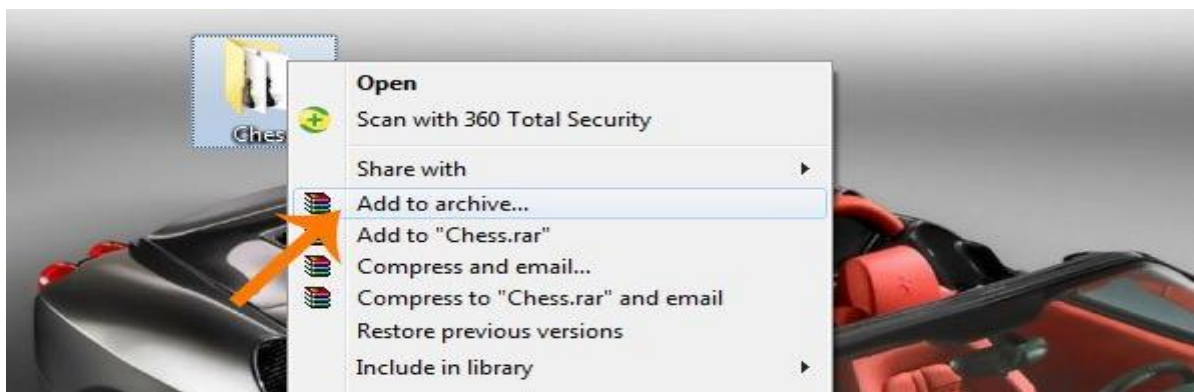 Ches
Open
Scan with 360 Total Security
Share with
Add to archive...
Add to "Chess.rar"
Compress and email...
Compress to "Chess.rar" and email
Restore previous versions
Include in library